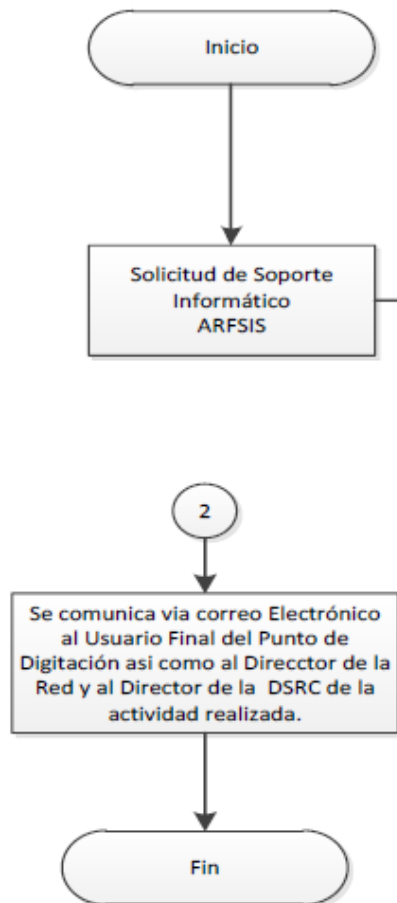 Inicio
Solicitud de Soporte
Informático
ARFSIS
2
Se comunica via correo Electrónico
al Usuario Final del Punto de
Digitación asi como al Direcctor de la
Red y al Director de la  DSRC de la
actividad realizada.
Fin